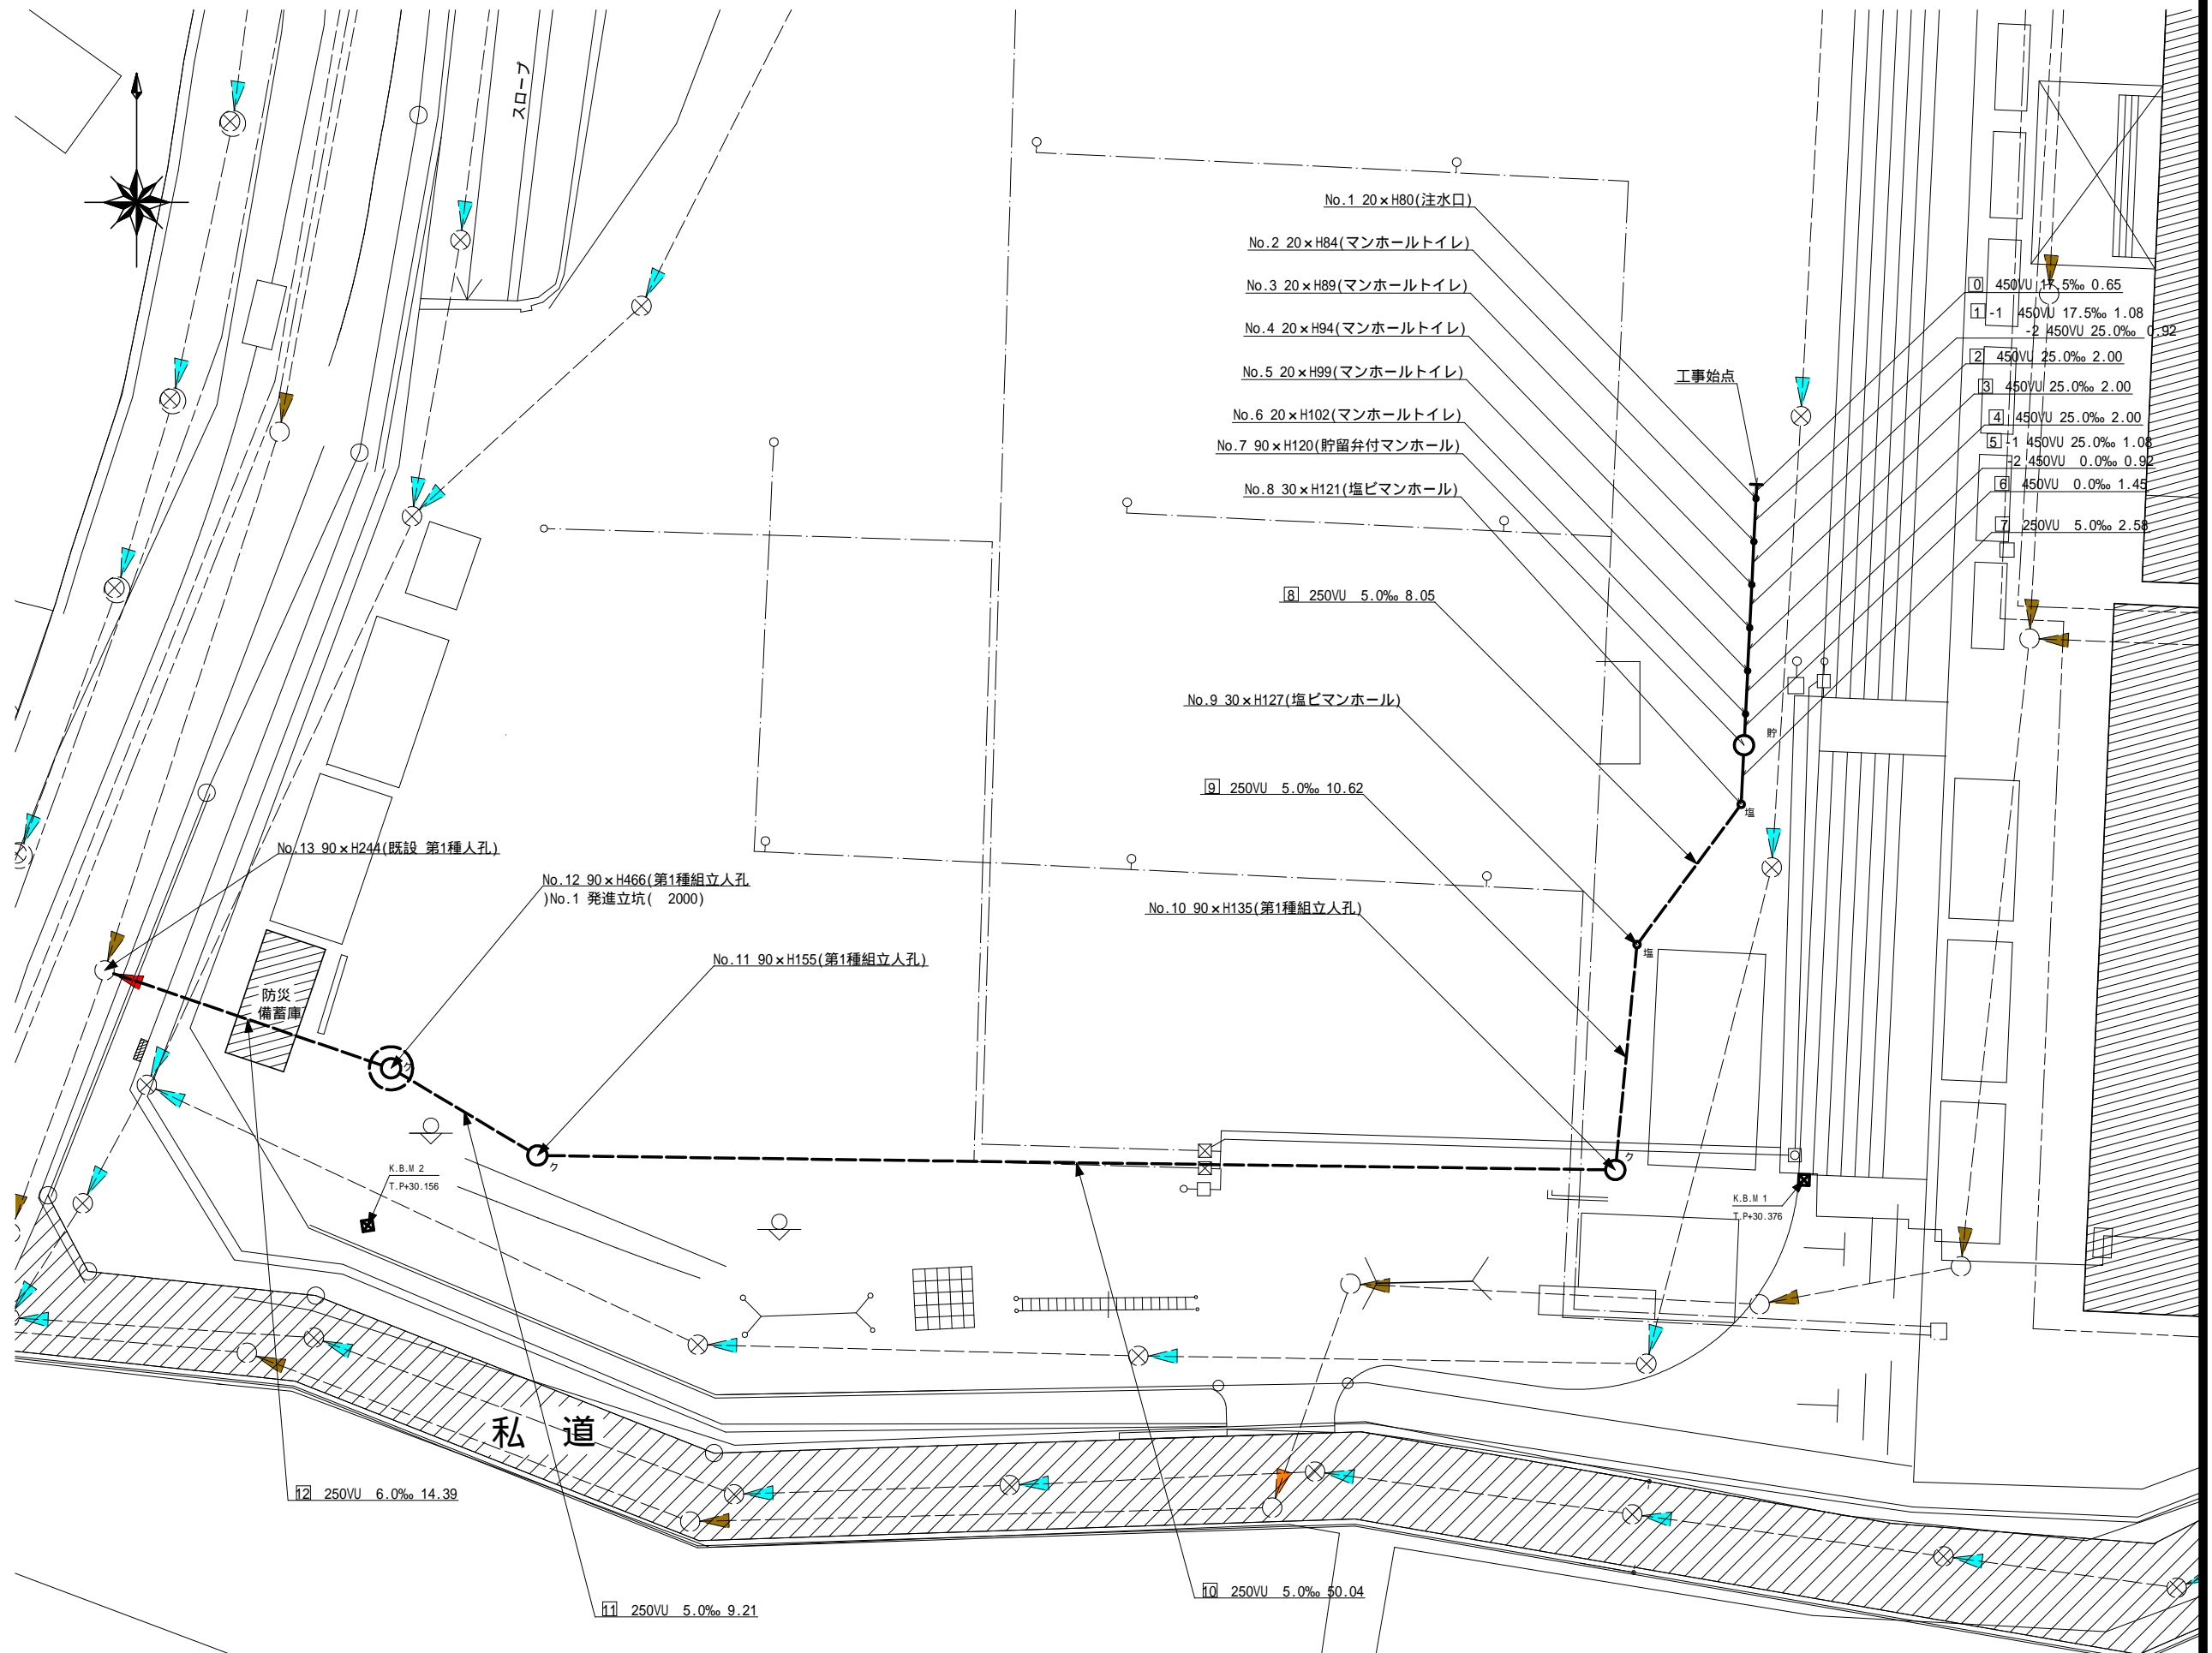 スロープ
No.1 20×H80(注水口)
No.2 20×H84(マンホールトイレ)
No.3 20×H89(マンホールトイレ)
No.4 20×H94(マンホールトイレ)
No.5 20×H99(マンホールトイレ)
No.6 20×H102(マンホールトイレ)
No.7 90×H120(貯留弁付マンホール)
No.8 30×H121(塩ビマンホール)
工事始点
0 450VU 17.5‰ 0.65
1 -1 450VU 17.5‰ 1.08
-2 450VU 25.0‰ 0.92
2 450VU 25.0‰ 2.00
3 450VU 25.0‰ 2.00
4 450VU 25.0‰ 2.00
5 -1 450VU 25.0‰ 1.08
-2 450VU 0.0‰ 0.92
6 450VU 0.0‰ 1.45
7 250VU 5.0‰ 2.58
8 250VU 5.0‰ 8.05
No.9 30×H127(塩ビマンホール)
貯
9 250VU 5.0‰ 10.62
塩
No.13 90×H244(既設 第1種人孔)
No.12 90×H466(第1種組立人孔
)No.1 発進立坑( 2000)
No.10 90×H135(第1種組立人孔)
No.11 90×H155(第1種組立人孔)
塩
防災
備蓄庫
ク
ク
ク
K.B.M 2
T.P+30.156
K.B.M 1
T.P+30.376
私 道
12 250VU 6.0‰ 14.39
10 250VU 5.0‰ 50.04
11 250VU 5.0‰ 9.21